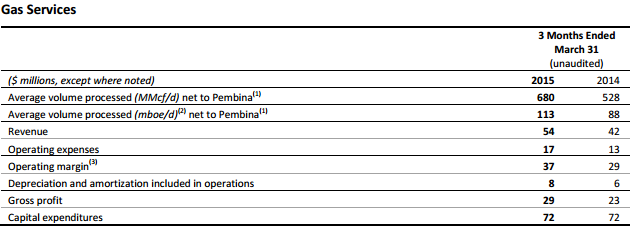 Gas Services
3 Months Ended
March 31
(unaudited)
($ millions, except where noted) 2015 2014
Average volume processed (MMcf/d) net to Pembina(1) 680 528
Average volume processed (mboe/d)(2) net to Pembina(1) 113 88
Revenue 54 42
Operating expenses 17 13
Operating margin(3) 37 29
Depreciation and amortization included in operations 8 6
Gross profit 29 23
Capital expenditures 72 72